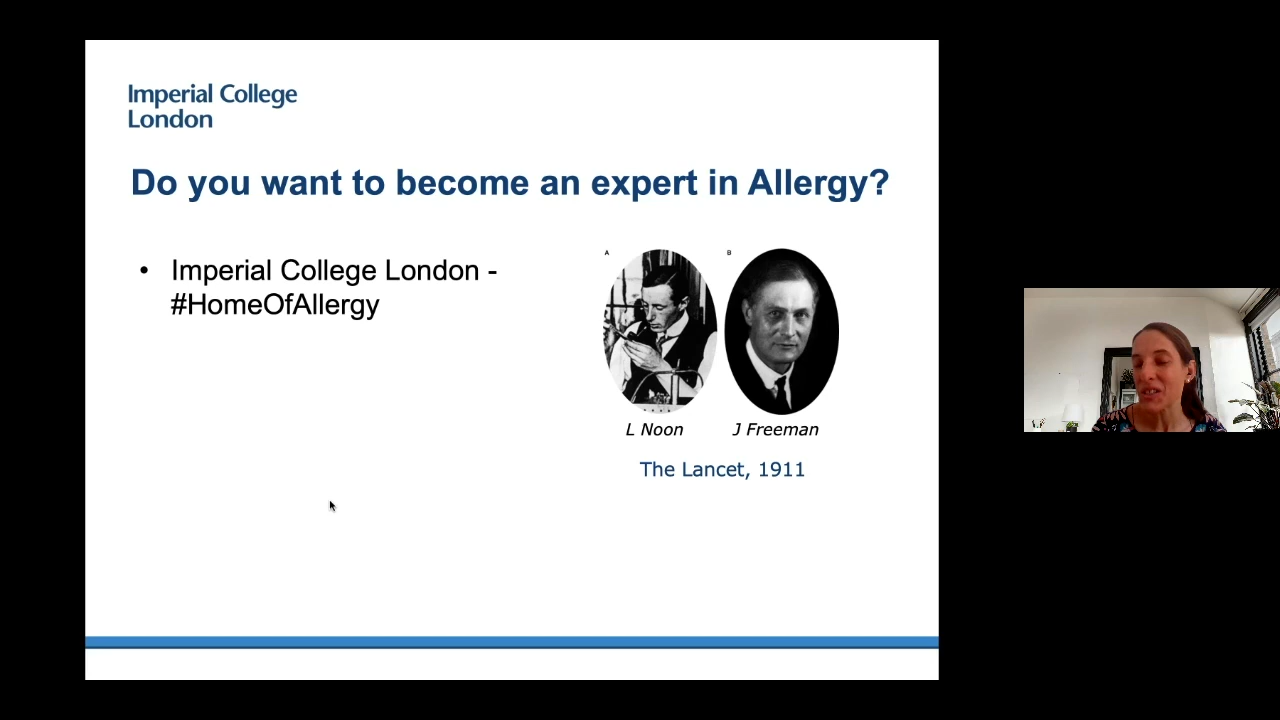 Imperial College
London
Do you want to become an expert in Allergy?
• Imperial College London -
#HomeOfAllergy
A
B
L Noon
J Freeman
The Lancet, 1911